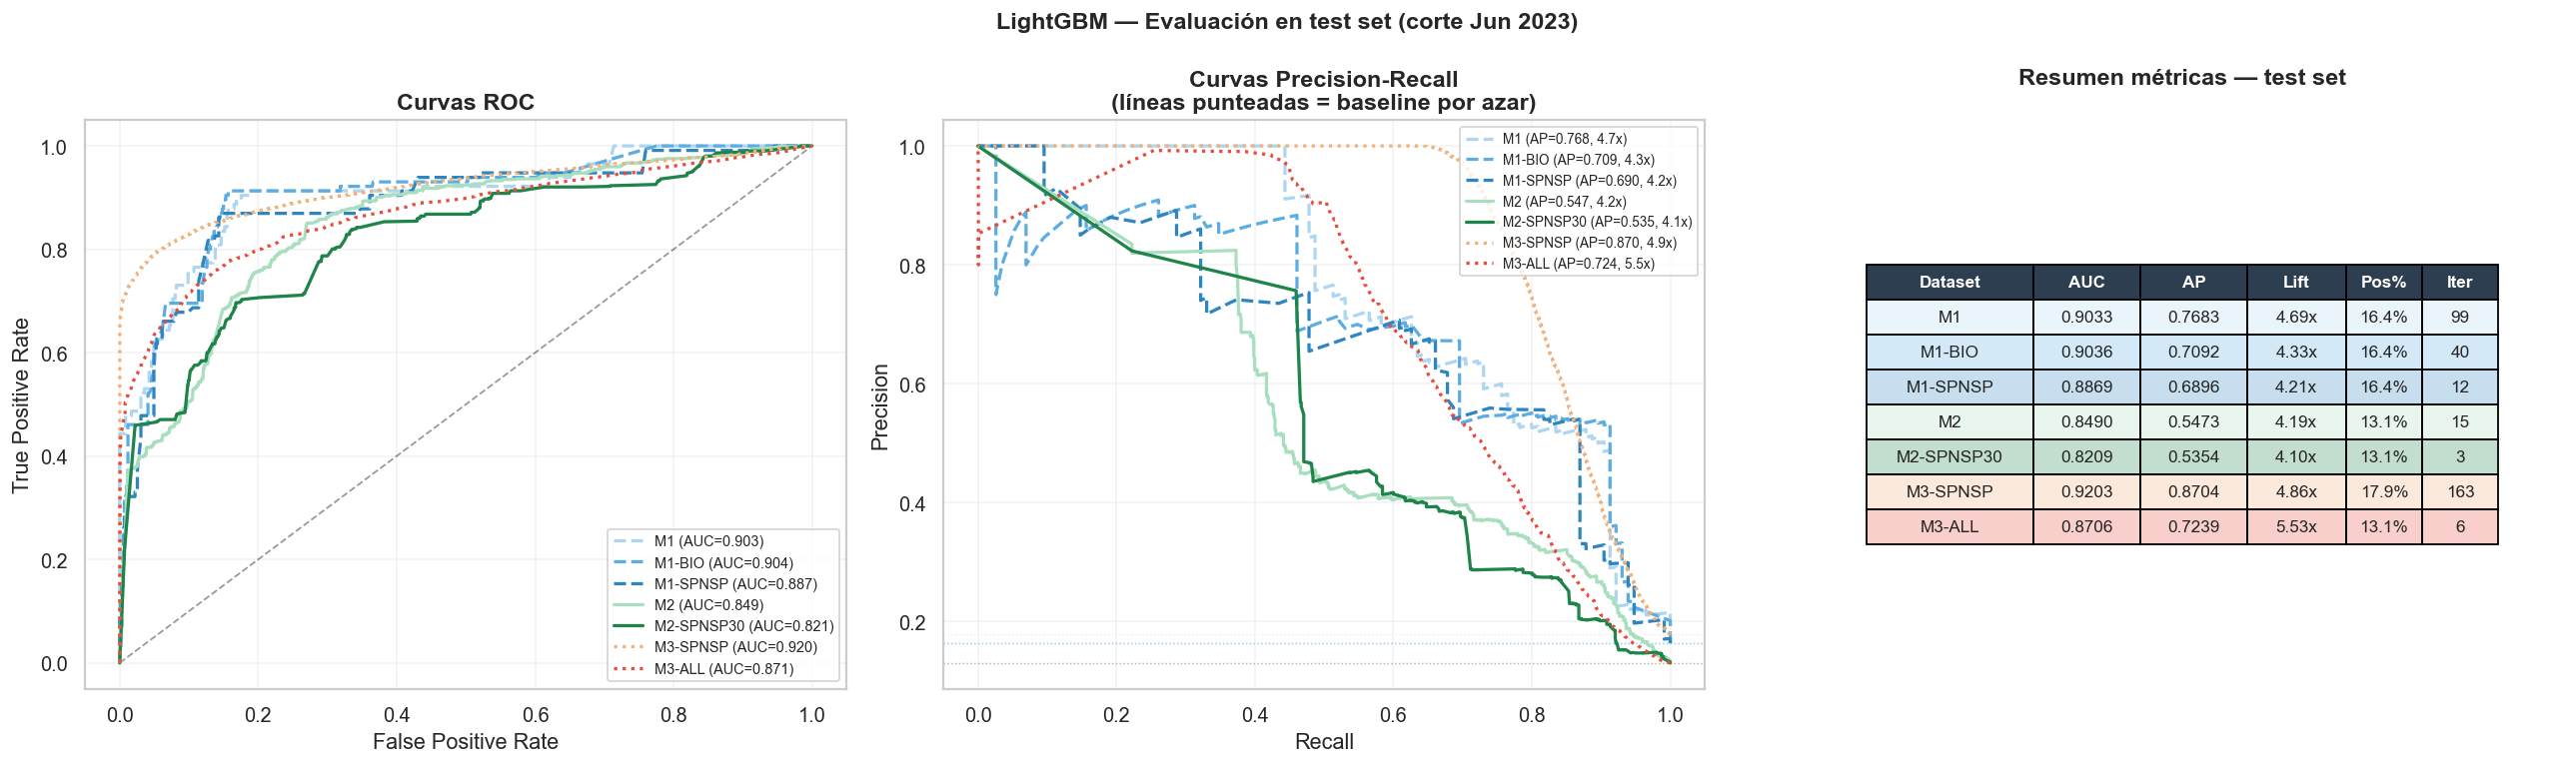 LightGBM — Evaluación en test set (corte Jun 2023)
Curvas ROC
1.0
0.8
0.6
0.4
0.2
0.0
True Positive Rate
0.0 0.2 0.4 0.6 0.8 1.0
False Positive Rate
M1 (AUC=0.903)
M1-BIO (AUC=0.904)
M1-SPNSP (AUC=0.887)
M2 (AUC=0.849)
M2-SPNSP30 (AUC=0.821)
M3-SPNSP (AUC=0.920)
M3-ALL (AUC=0.871)
Curvas Precision-Recall
(líneas punteadas = baseline por azar)
1.0
0.8
0.6
0.4
0.2
Precision
0.0 0.2 0.4 0.6 0.8 1.0
Recall
M1 (AP=0.768, 4.7x)
M1-BIO (AP=0.709, 4.3x)
M1-SPNSP (AP=0.690, 4.2x)
M2 (AP=0.547, 4.2x)
M2-SPNSP30 (AP=0.535, 4.1x)
M3-SPNSP (AP=0.870, 4.9x)
M3-ALL (AP=0.724, 5.5x)
Resumen métricas — test set
Dataset AUC AP Lift Pos% Iter
M1 0.9033 0.7683 4.69x 16.4% 99
M1-BIO 0.9036 0.7092 4.33x 16.4% 40
M1-SPNSP 0.8869 0.6896 4.21x 16.4% 12
M2 0.8490 0.5473 4.19x 13.1% 15
M2-SPNSP30 0.8209 0.5354 4.10x 13.1% 3
M3-SPNSP 0.9203 0.8704 4.86x 17.9% 163
M3-ALL 0.8706 0.7239 5.53x 13.1% 6